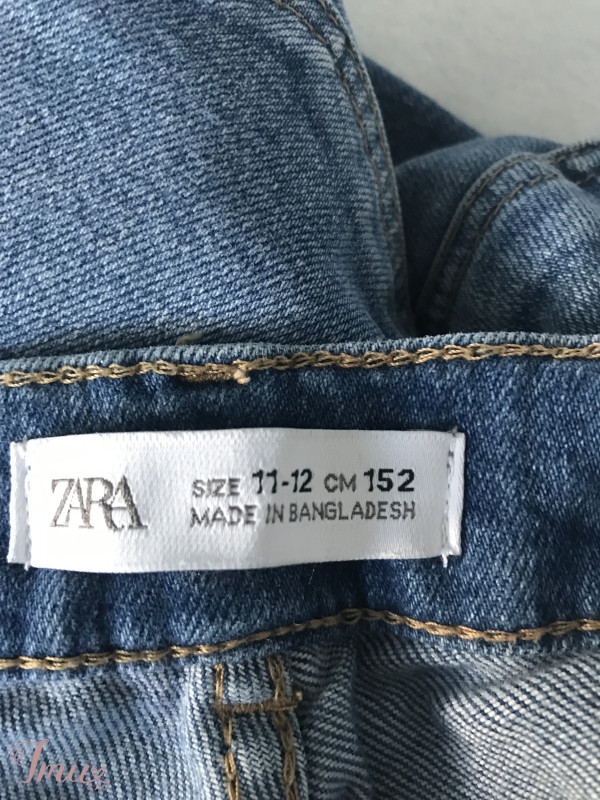 ZARA
SIZE 11-12 CM 152
MADE IN BANGLADESH